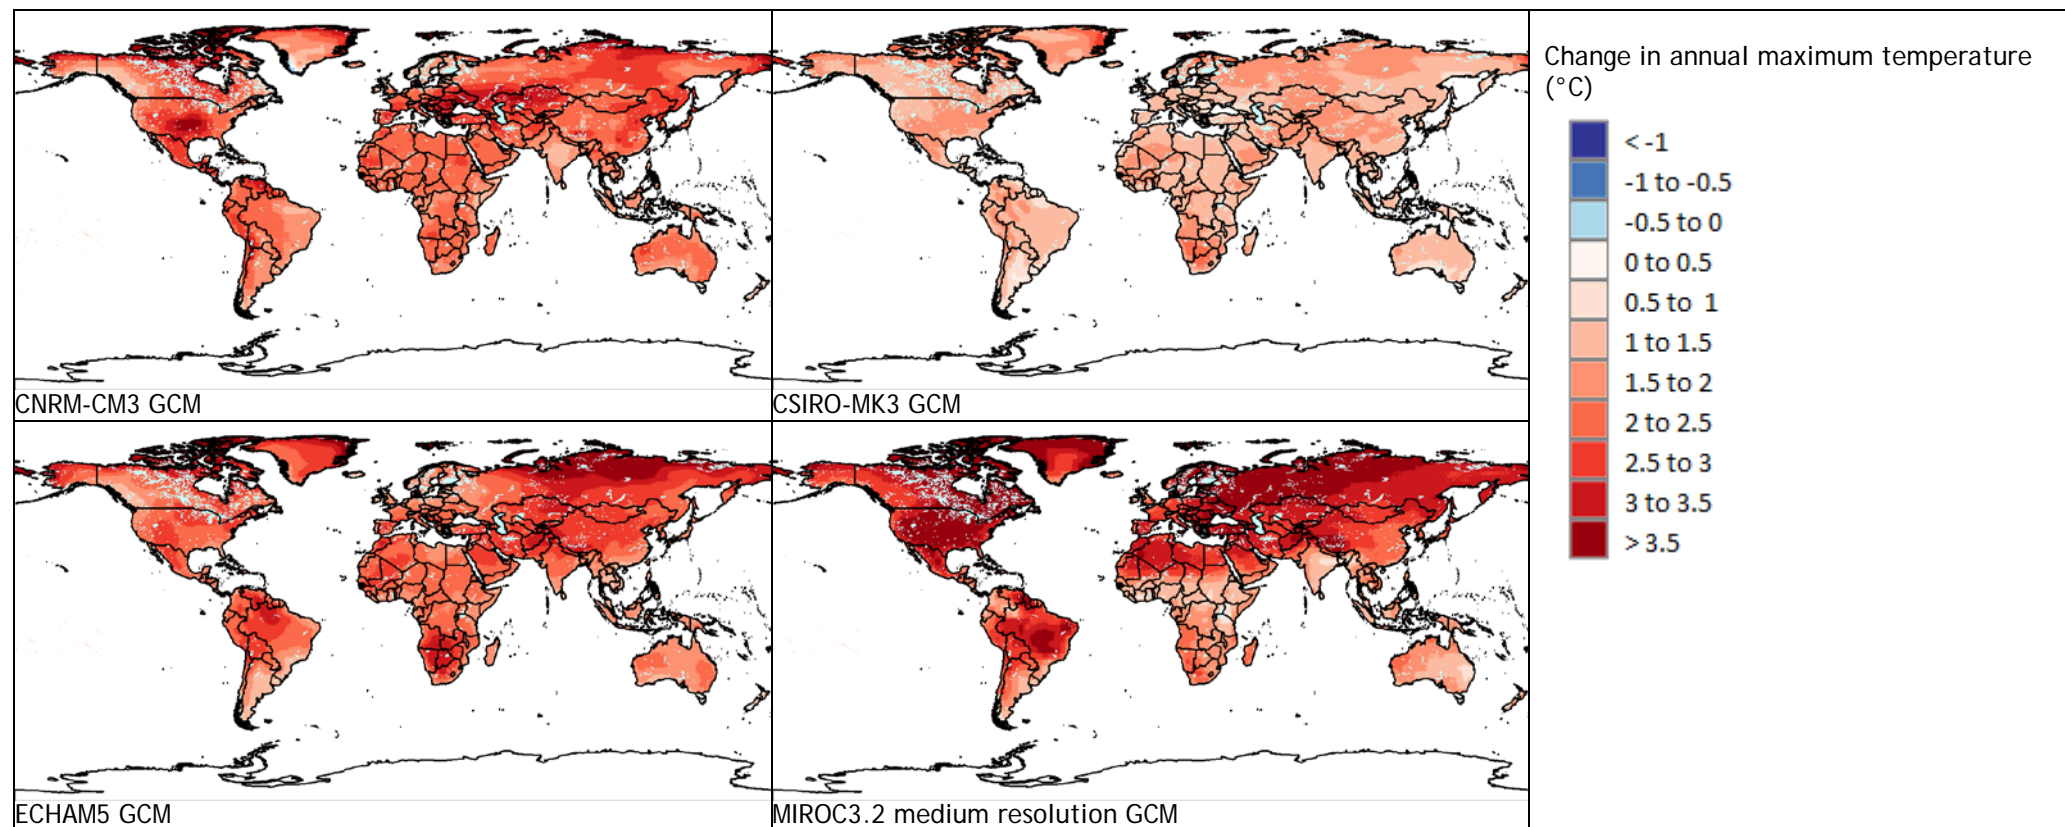 CNRM-CM3 GCM
CSIRO-MK3 GCM
ECHAM5 GCM
MIROC3.2 medium resolution GCM
Change in annual maximum temperature
(°C)
< -1
-1 to -0.5
-0.5 to 0
0 to 0.5
0.5 to 1
1 to 1.5
1.5 to 2
2 to 2.5
2.5 to 3
3 to 3.5
> 3.5